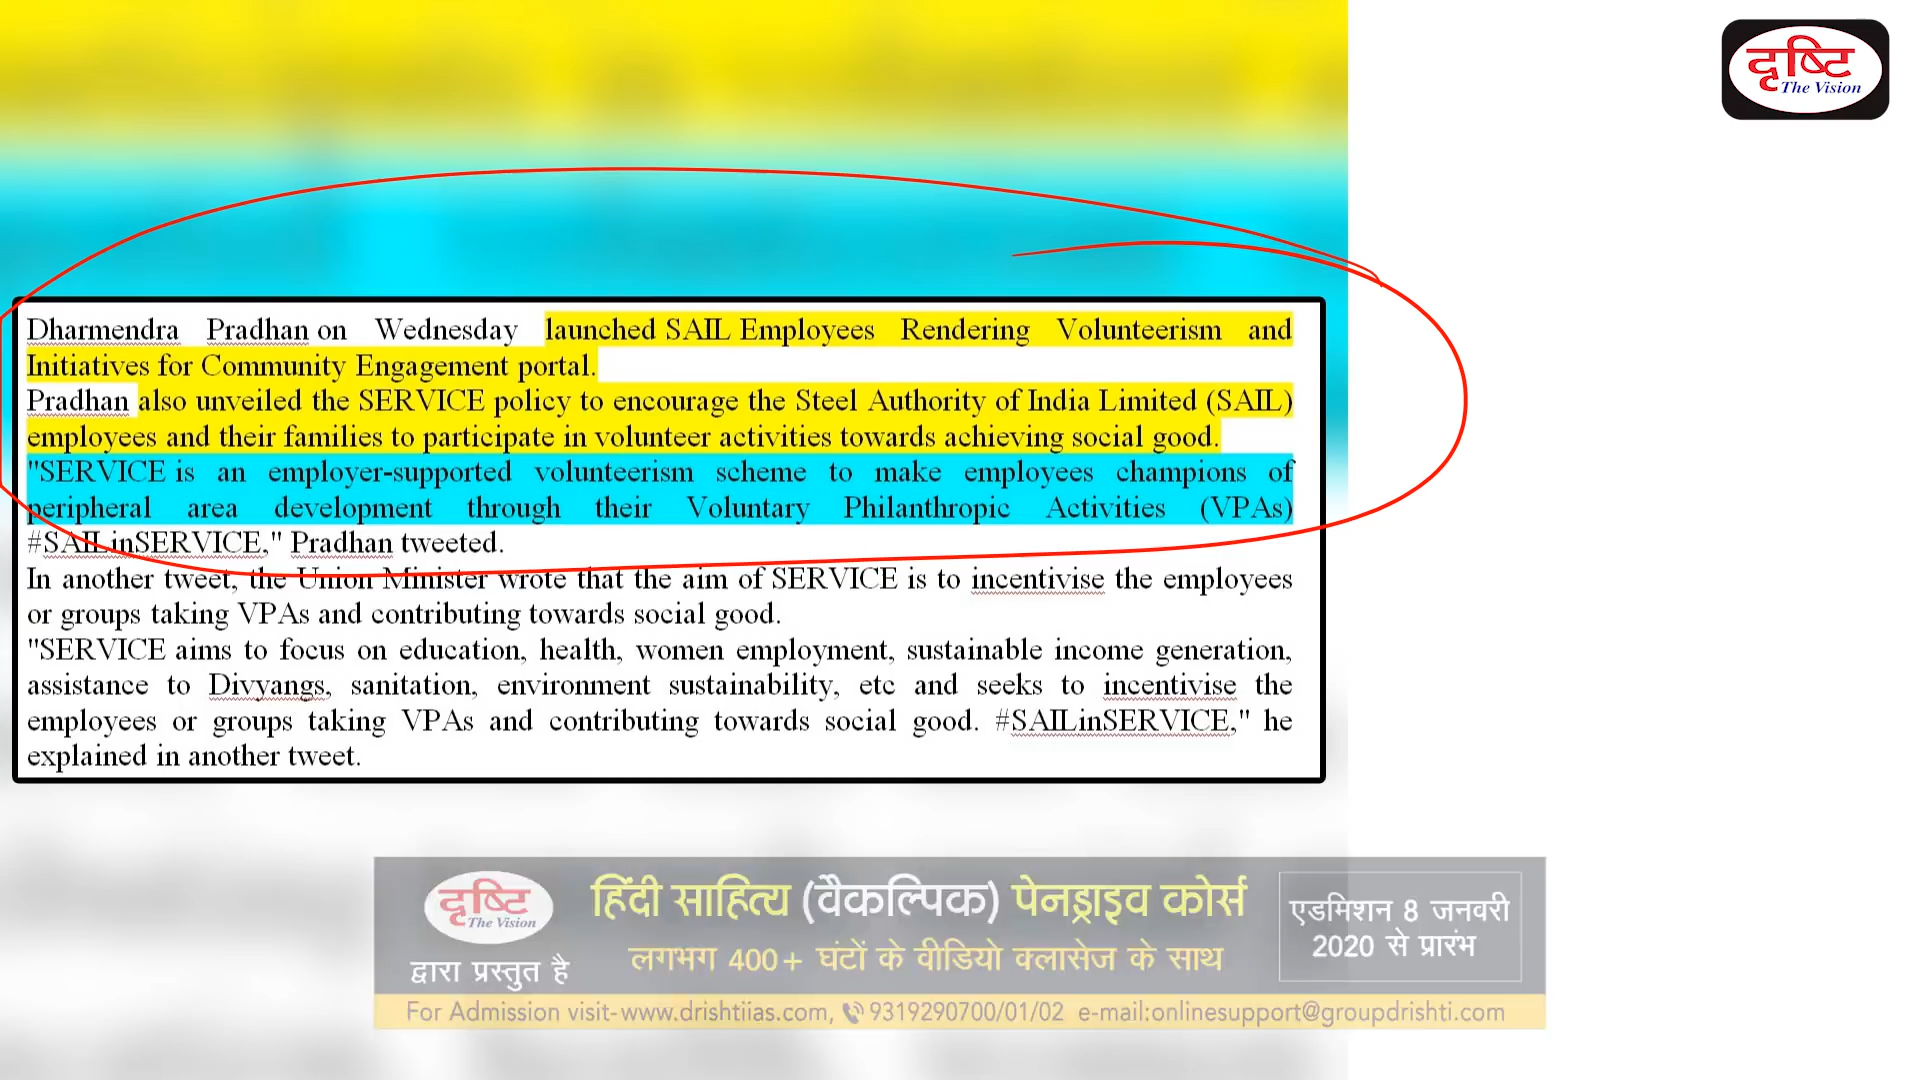 दृष्टि
The Vision
Dharmendra Pradhan on Wednesday launched SAIL Employees Rendering Volunteerism and
Initiatives for Community Engagement portal.
Pradhan also unveiled the SERVICE policy to encourage the Steel Authority of India Limited (SAIL)
employees and their families to participate in volunteer activities towards achieving social good.
"SERVICE is an employer-supported volunteerism scheme to make employees champions of
peripheral area development through their Voluntary Philanthropic Activities (VPAs)
#SAILinSERVICE," Pradhan tweeted.
In another tweet, the Union Minister wrote that the aim of SERVICE is to incentivise the employees
or groups taking VPAs and contributing towards social good.
"SERVICE aims to focus on education, health, women employment, sustainable income generation,
assistance to Divyangs, sanitation, environment sustainability, etc and seeks to incentivise the
employees or groups taking VPAs and contributing towards social good. #SAILinSERVICE," he
explained in another tweet.
दृष्टि
The Vision
द्वारा प्रस्तुत है
हिंदी साहित्य (वैकल्पिक) पेनड्राइव कोर्स
लगभग 400+ घंटों के वीडियो क्लासेज के साथ
एडमिशन 8 जनवरी
2020 से प्रारंभ
For Admission visit-www.drishtiias.com, 9319290700/01/02 e-mail:onlinesupport@groupdrishti.com